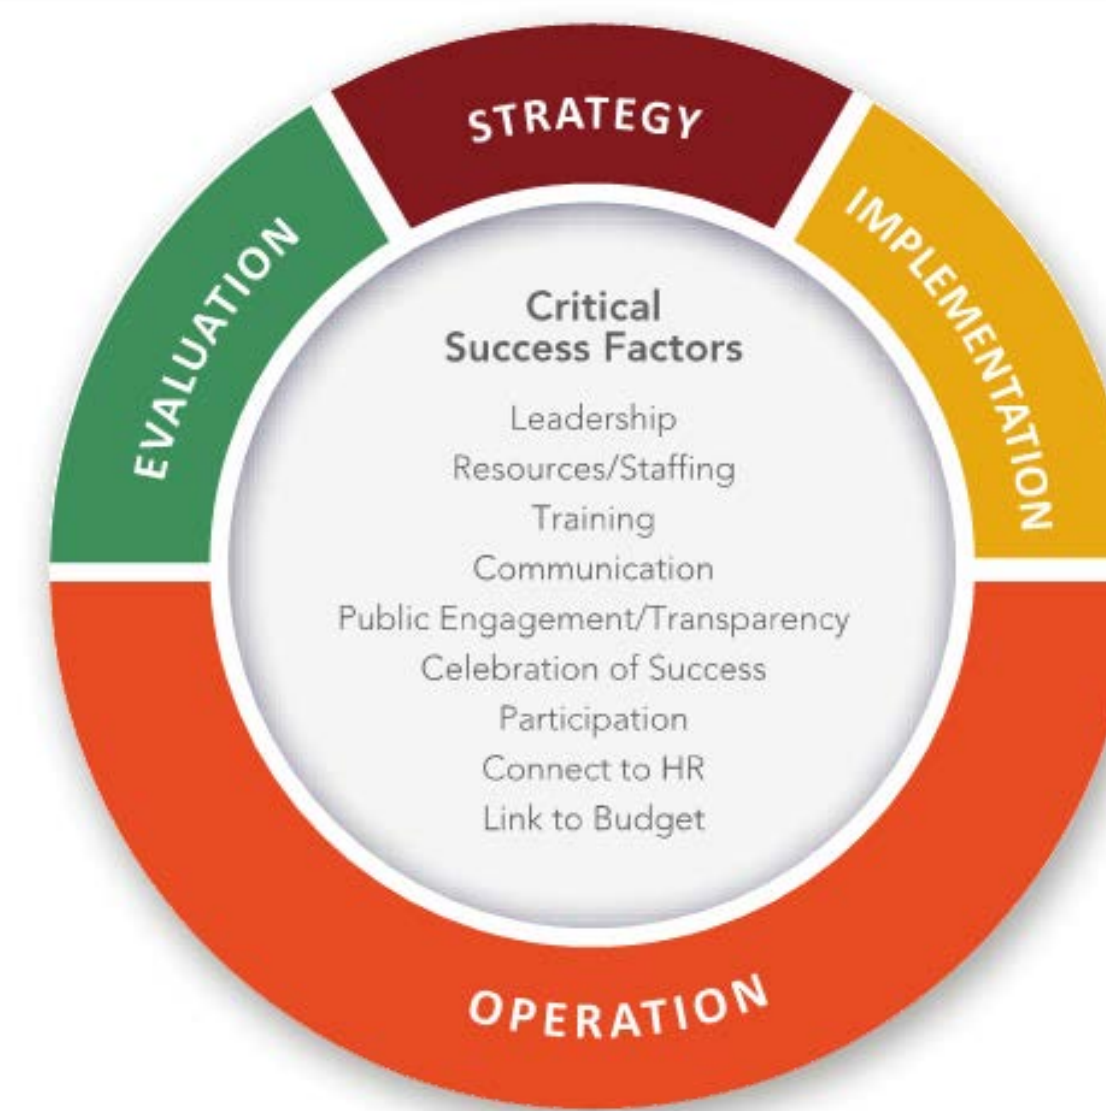 STRATEGY
IMPLEMENTATION
EVALUATION
Critical
Success Factors
Leadership
Resources/Staffing
Training
Communication
Public Engagement/Transparency
Celebration of Success
Participation
Connect to HR
Link to Budget
OPERATION